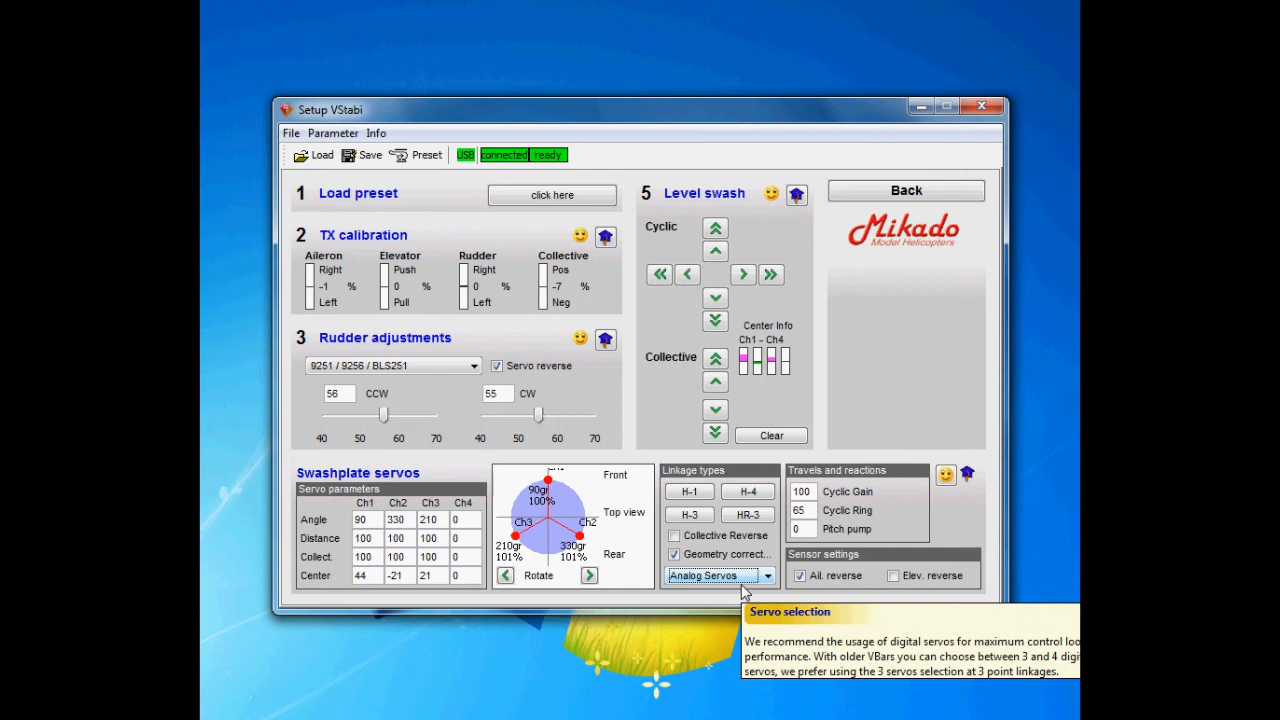 Setup VStabi
File Parameter Info
Load Save Preset USB connected ready
1 Load preset click here
2 TX calibration
Aileron Elevator Rudder Collective
Right Push Right Pos
-1 % 0 % 0 % -7 %
Left Pull Left Neg
3 Rudder adjustments
9251 / 9256 / BLS251 Servo reverse
56 CCW 55 CW
40 50 60 70 40 50 60 70
5 Level swash
Cyclic
Center Info
Ch1 - Ch4
Collective
Clear
Back
Mikado
Model Helicopters
Swashplate servos
Servo parameters
Ch1 Ch2 Ch3 Ch4
Angle 90 330 210 0
Distance 100 100 100 0
Collect. 100 100 100 0
Center 44 -21 21 0
Front
90gr
100%
Top view
Ch3 Ch2
210gr 330gr
101% 101%
Rear
Rotate
Linkage types
H-1 H-4
H-3 HR-3
Collective Reverse
Geometry correct...
Analog Servos
Travels and reactions
100 Cyclic Gain
65 Cyclic Ring
0 Pitch pump
Sensor settings
Ail. reverse Elev. reverse
Servo selection
We recommend the usage of digital servos for maximum control loo
performance. With older VBars you can choose between 3 and 4 digi
servos, we prefer using the 3 servos selection at 3 point linkages.